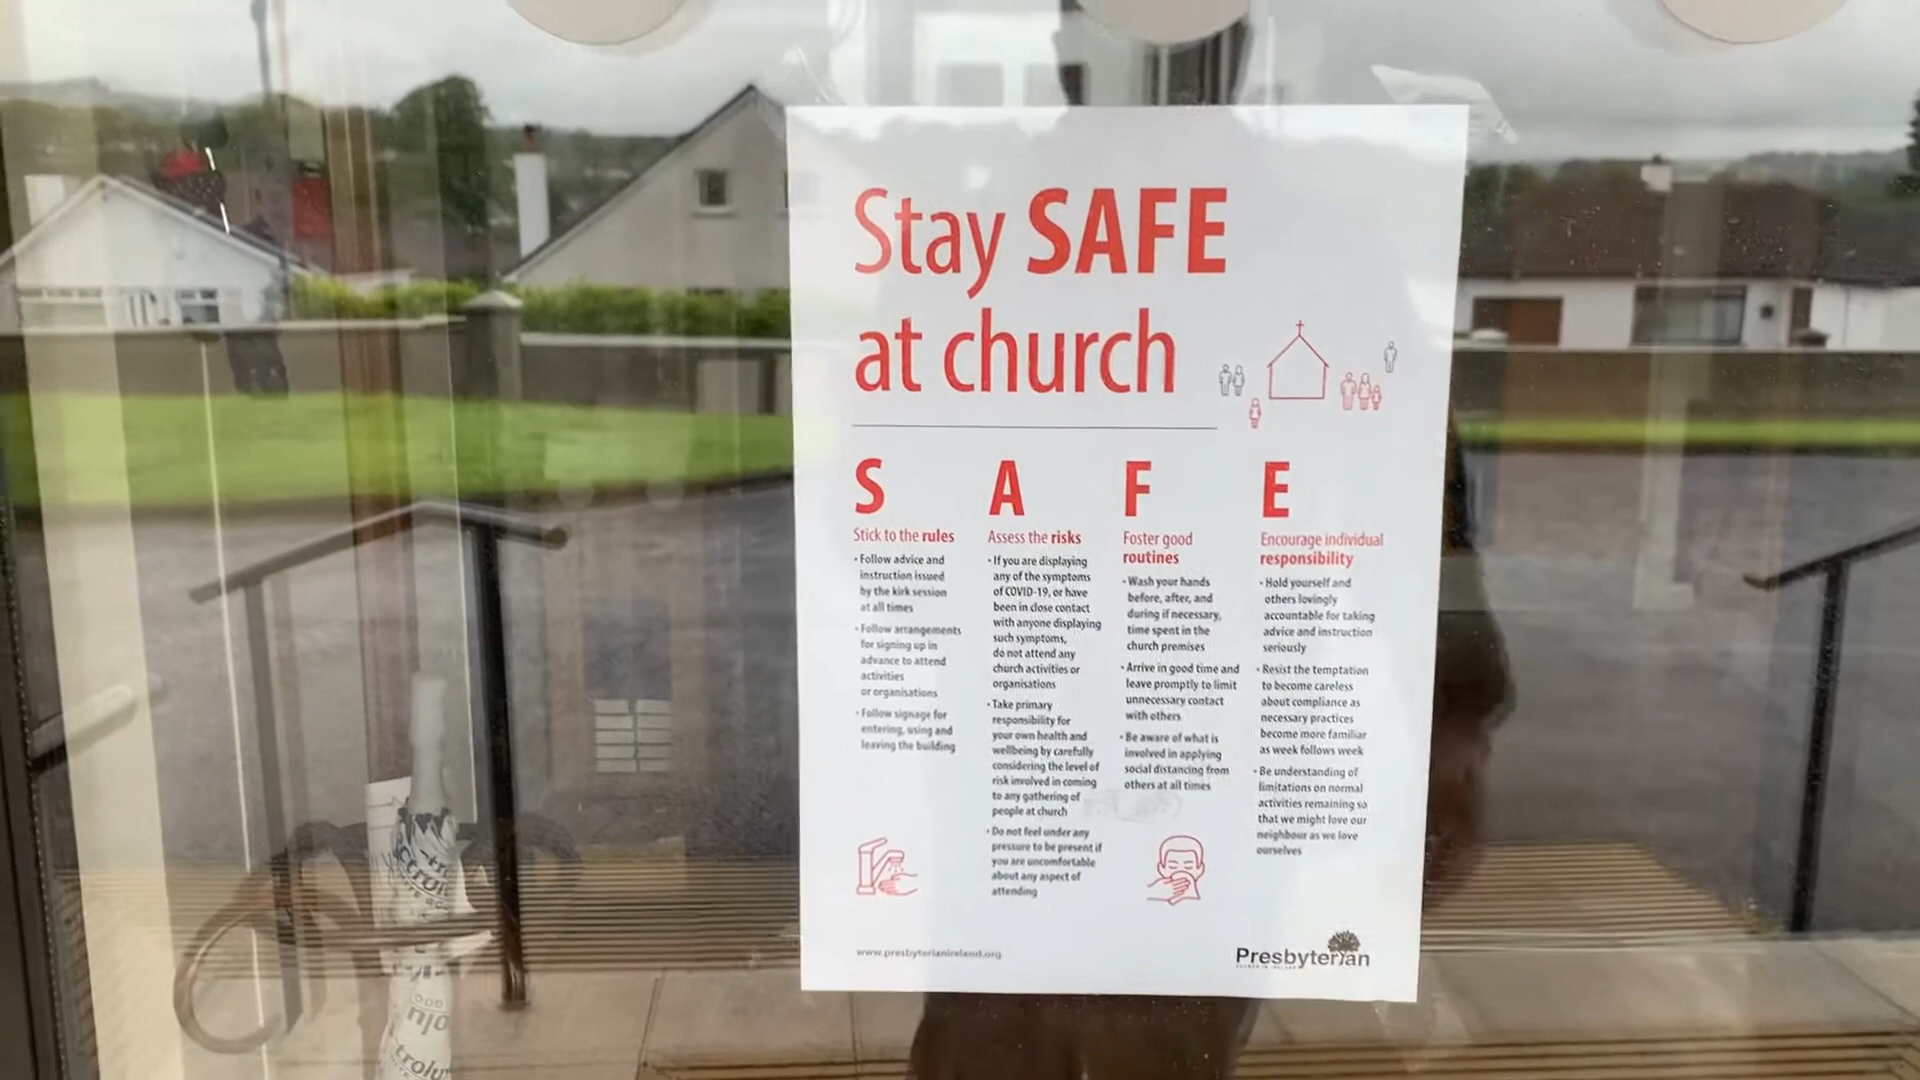 Stay SAFE
at church
S
Stick to the rules
• Follow advice and
instruction issued
by the kirk session
at all times
• Follow arrangements
for signing up in
advance to attend
activities
or organisations
• Follow signage for
entering, using and
leaving the building
A
Assess the risks
• If you are displaying
any of the symptoms
of COVID-19, or have
been in close contact
with anyone displaying
such symptoms,
do not attend any
church activities or
organisations
• Take primary
responsibility for
your own health and
wellbeing by carefully
considering the level of
risk involved in coming
to any gathering of
people at church
• Do not feel under any
pressure to be present if
you are uncomfortable
about any aspect of
attending
F
Foster good
routines
• Wash your hands
before, after, and
during if necessary,
time spent in the
church premises
• Arrive in good time and
leave promptly to limit
unnecessary contact
with others
• Be aware of what is
involved in applying
social distancing from
others at all times
E
Encourage individual
responsibility
• Hold yourself and
others lovingly
accountable for taking
advice and instruction
seriously
• Resist the temptation
to become careless
about compliance as
necessary practices
become more familiar
as week follows week
• Be understanding of
limitations on normal
activities remaining so
that we might love our
neighbour as we love
ourselves
www.presbyterianireland.org
Presbyterian